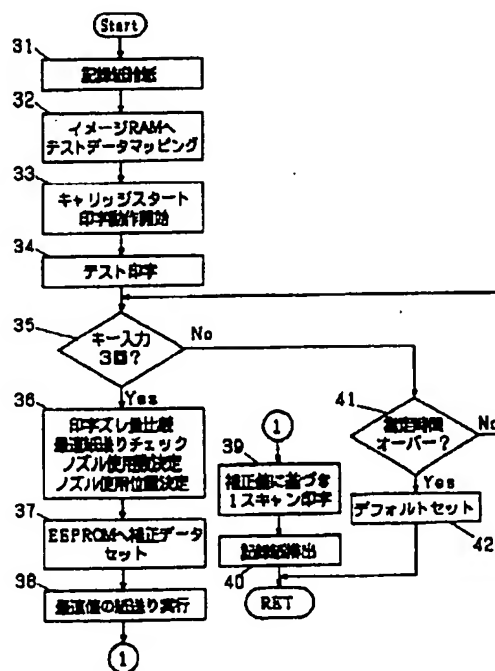 Start
31
記録紙給紙
32
イメージRAMへ
テストデータマッピング
33
キャリッジスタート
印字動作開始
34
テスト印字
35
キー入力
3回?
No
Yes
36
印字ズレ量比較
最適紙送りチェック
ノズル使用数決定
ノズル使用位置決定
37
EEPROMへ補正データ
セット
38
最適値の紙送り実行
1
1
39
補正値に基づき
1スキャン印字
40
記録紙排出
RET
41
測定時間
オーバー?
No
Yes
デフォルトセット
42